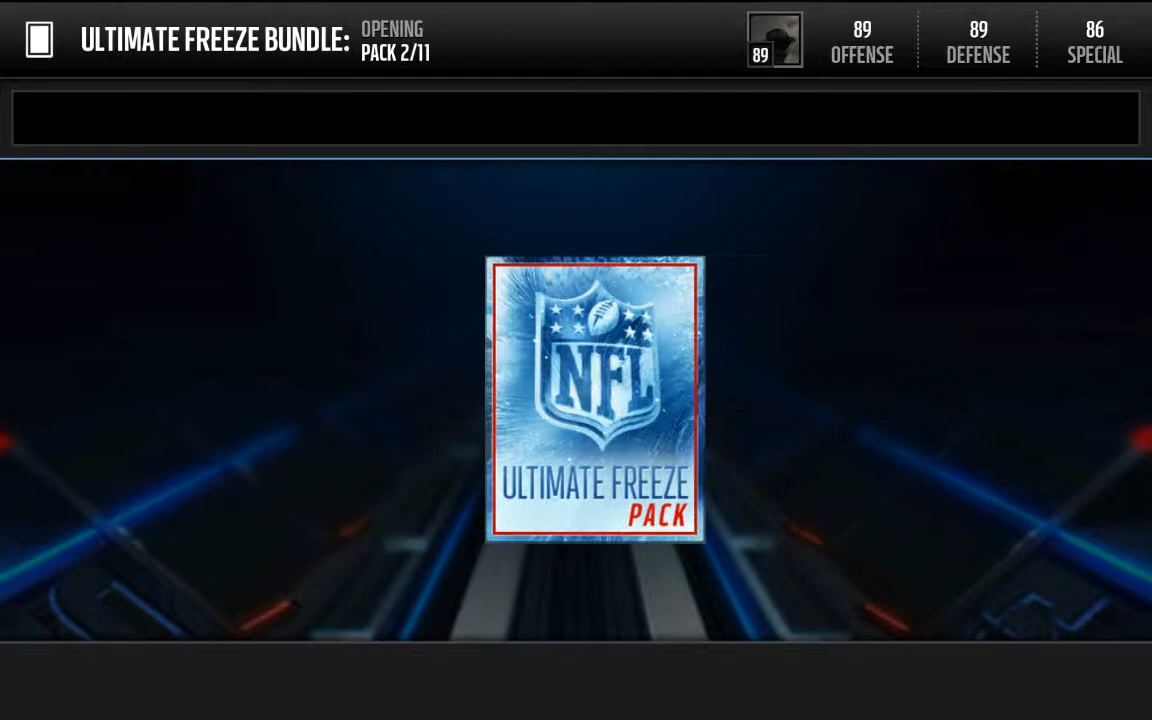 ULTIMATE FREEZE BUNDLE:
OPENING
PACK 2/11
89
89
OFFENSE
89
DEFENSE
86
SPECIAL
NFL
ULTIMATE FREEZE
PACK